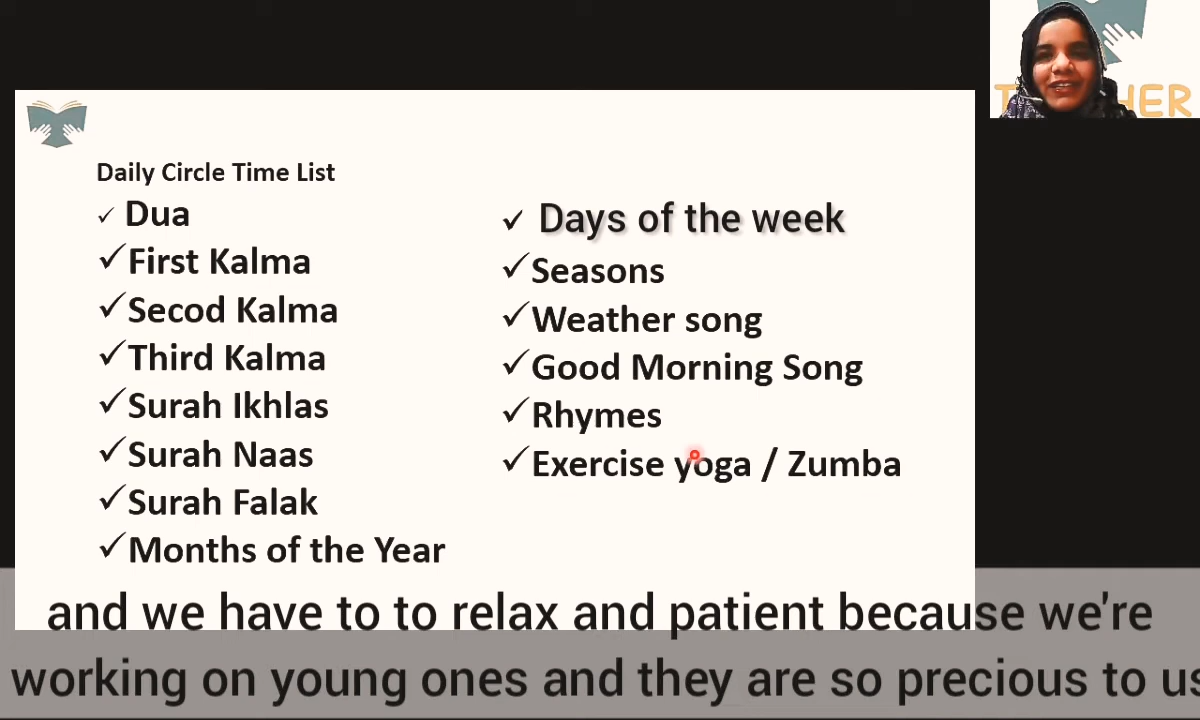 Daily Circle Time List
✓ Dua
✓First Kalma
✓Secod Kalma
✓Third Kalma
✓Surah Ikhlas
✓Surah Naas
✓Surah Falak
✓Months of the Year
✓ Days of the week
✓Seasons
✓Weather song
✓Good Morning Song
✓Rhymes
✓Exercise yoga / Zumba
and we have to to relax and patient because we're
working on young ones and they are so precious to us